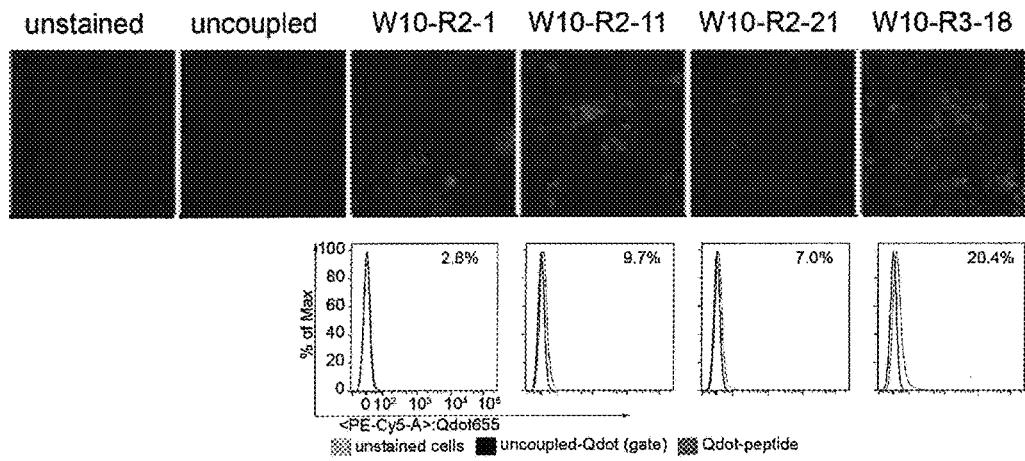 unstained uncoupled W10-R2-1 W10-R2-11 W10-R2-21 W10-R3-18
100 2.8% 9.7% 7.0% 20.4%
80
60
40
20
0
% of Max
0 10² 10³ 10⁴ 10⁵
<PE-Cy5-A>:Qdot655
unstained cells uncoupled-Qdot (gate) Qdot-peptide